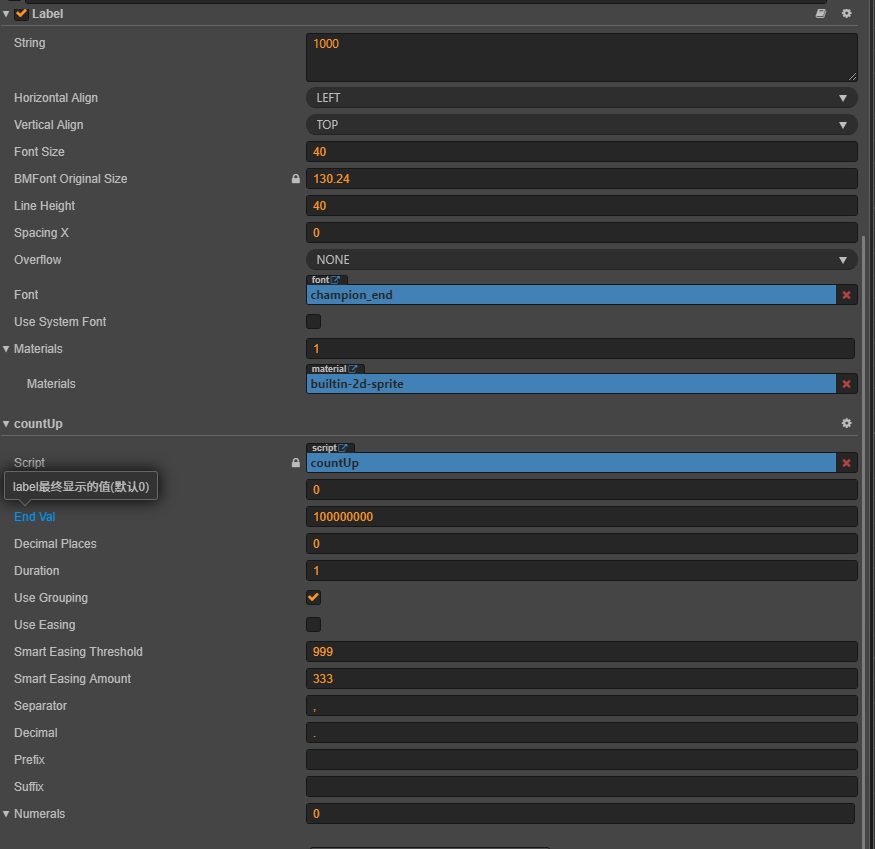 Label
String
1000
Horizontal Align
LEFT
Vertical Align
TOP
Font Size
40
BMFont Original Size
130.24
Line Height
40
Spacing X
0
Overflow
NONE
font
Font
champion_end
Use System Font
Materials
1
material
Materials
builtin-2d-sprite
countUp
script
Script
countUp
label最终显示的值(默认0)
0
End Val
100000000
Decimal Places
0
Duration
1
Use Grouping
Use Easing
Smart Easing Threshold
999
Smart Easing Amount
333
Separator
,
Decimal
.
Prefix
Suffix
Numerals
0